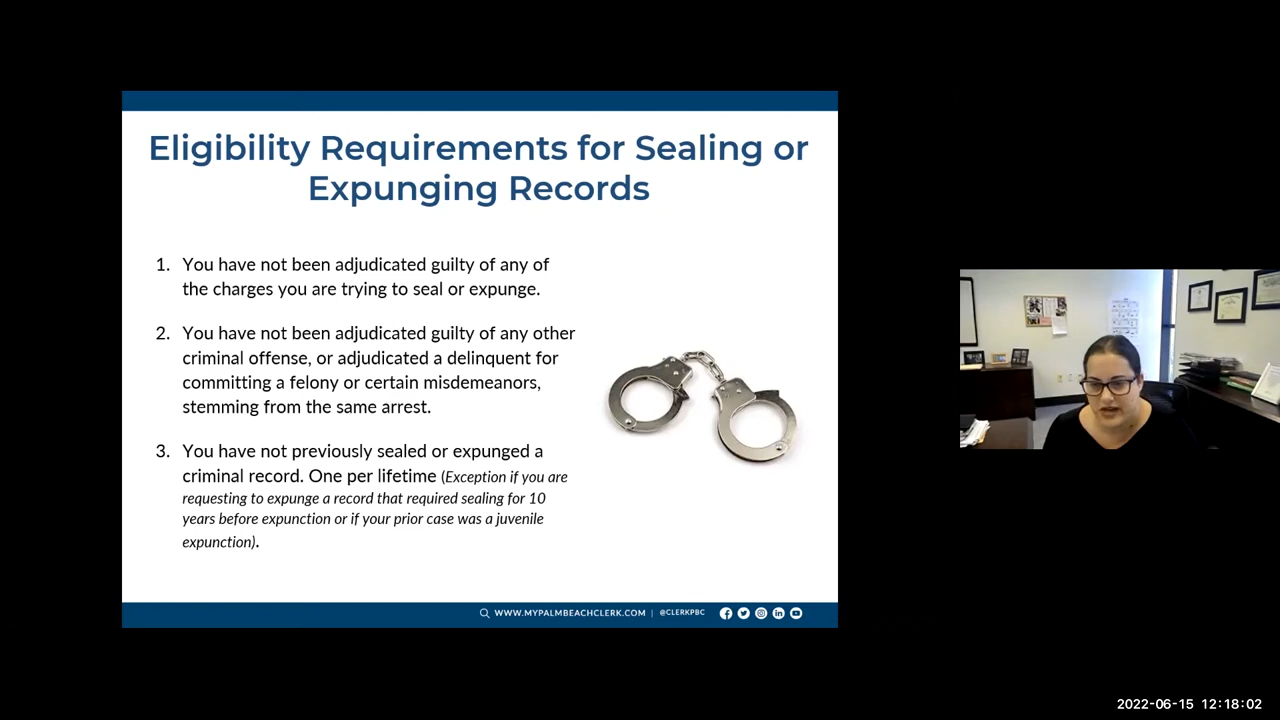 Eligibility Requirements for Sealing or
Expunging Records
1. You have not been adjudicated guilty of any of
the charges you are trying to seal or expunge.
2. You have not been adjudicated guilty of any other
criminal offense, or adjudicated a delinquent for
committing a felony or certain misdemeanors,
stemming from the same arrest.
3. You have not previously sealed or expunged a
criminal record. One per lifetime (Exception if you are
requesting to expunge a record that required sealing for 10
years before expunction or if your prior case was a juvenile
expunction).
WWW.MYPALMBEACHCLERK.COM | @CLERKPBC
2022-06-15 12:18:02